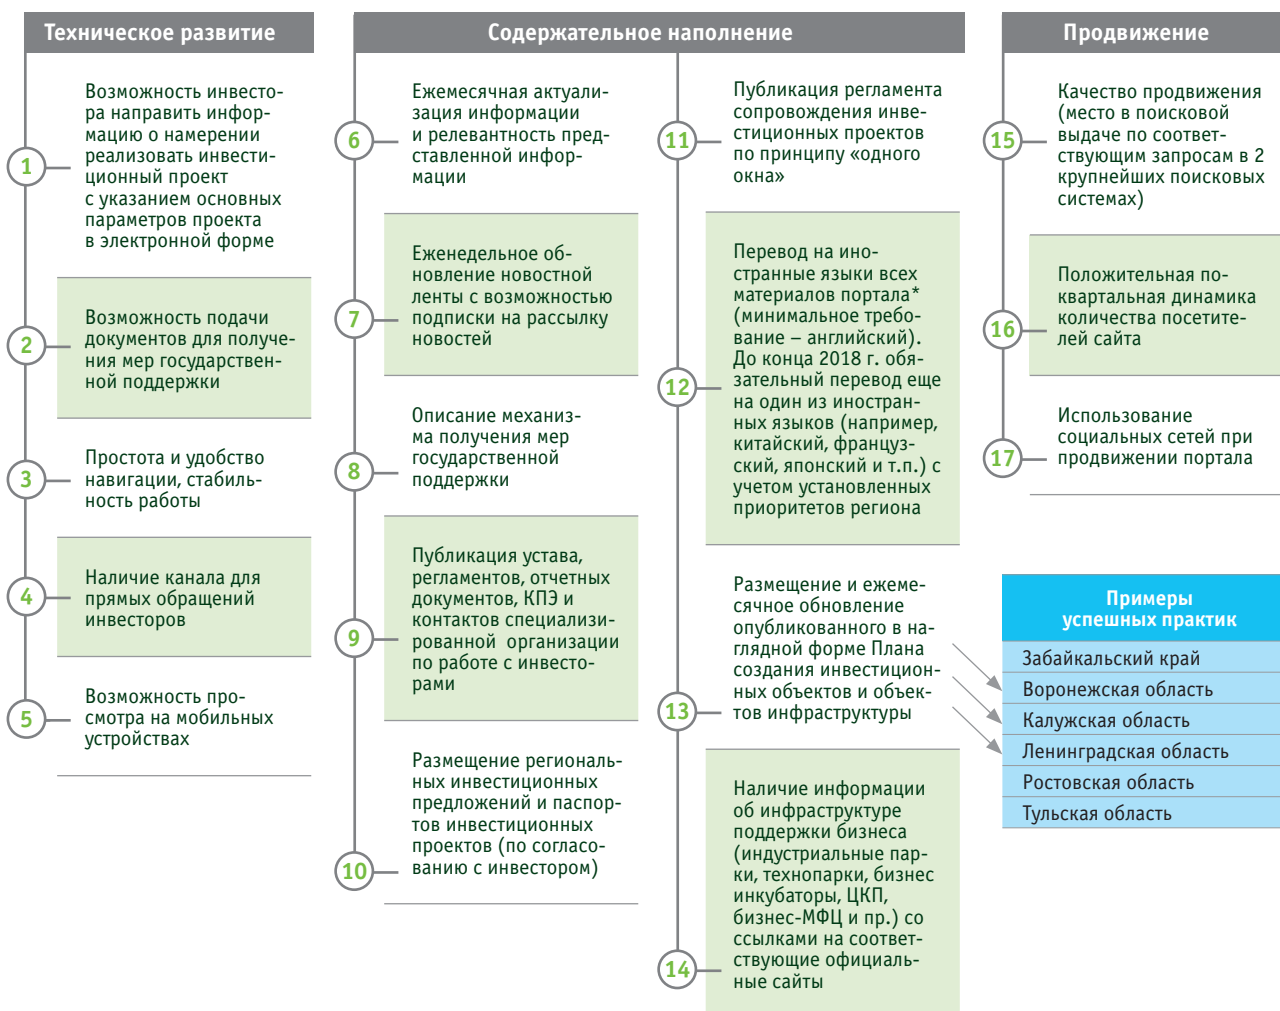 Техническое развитие
1
Возможность инвесто-
ра направить инфор-
мацию о намерении
реализовать инвести-
ционный проект
с указанием основных
параметров проекта
в электронной форме
2
Возможность подачи
документов для получе-
ния мер государствен-
ной поддержки
3
Простота и удобство
навигации, стабиль-
ность работы
4
Наличие канала для
прямых обращений
инвесторов
5
Возможность про-
смотра на мобильных
устройствах
Содержательное наполнение
6
Ежемесячная актуали-
зация информации
и релевантность пред-
ставленной инфор-
мации
7
Еженедельное об-
новление новостной
ленты с возможностью
подписки на рассылку
новостей
8
Описание механиз-
ма получения мер
государственной
поддержки
9
Публикация устава,
регламентов, отчетных
документов, КПЭ и
контактов специализи-
рованной организации
по работе с инвесто-
рами
10
Размещение региональ-
ных инвестиционных
предложений и паспор-
тов инвестиционных
проектов (по согласо-
ванию с инвестором)
11
Публикация регламента
сопровождения инве-
стиционных проектов
по принципу «одного
окна»
12
Перевод на ино-
странные языки всех
материалов портала*
(минимальное требо-
вание – английский).
До конца 2018 г. обя-
зательный перевод еще
на один из иностран-
ных языков (например,
китайский, француз-
ский, японский и т.п.) с
учетом установленных
приоритетов региона
13
Размещение и ежеме-
сячное обновление
опубликованного в на-
глядной форме Плана
создания инвестицион-
ных объектов и объек-
тов инфраструктуры
14
Наличие информации
об инфраструктуре
поддержки бизнеса
(индустриальные пар-
ки, технопарки, бизнес
инкубаторы, ЦКП,
бизнес-МФЦ и пр.) со
ссылками на соответ-
ствующие официаль-
ные сайты
Продвижение
15
Качество продвижения
(место в поисковой
выдаче по соответ-
ствующим запросам в 2
крупнейших поисковых
системах)
16
Положительная по-
квартальная динамика
количества посетите-
лей сайта
17
Использование
социальных сетей при
продвижении портала
Примеры
успешных практик
Забайкальский край
Воронежская область
Калужская область
Ленинградская область
Ростовская область
Тульская область